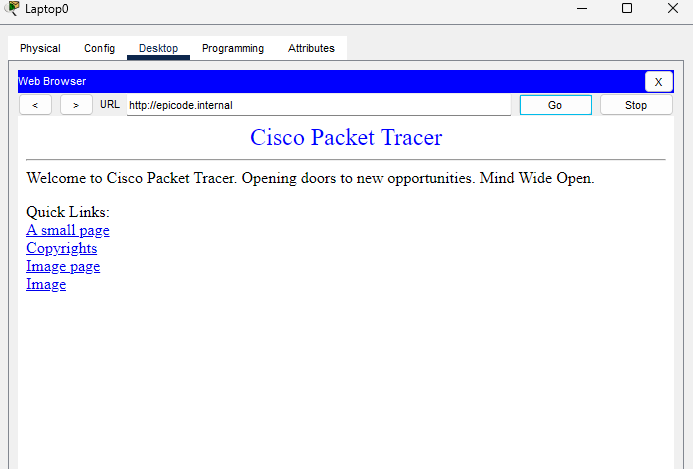 Laptop0
Physical Config Desktop Programming Attributes
Web Browser X
< > URL http://epicode.internal Go Stop
Cisco Packet Tracer
Welcome to Cisco Packet Tracer. Opening doors to new opportunities. Mind Wide Open.
Quick Links:
A small page
Copyrights
Image page
Image